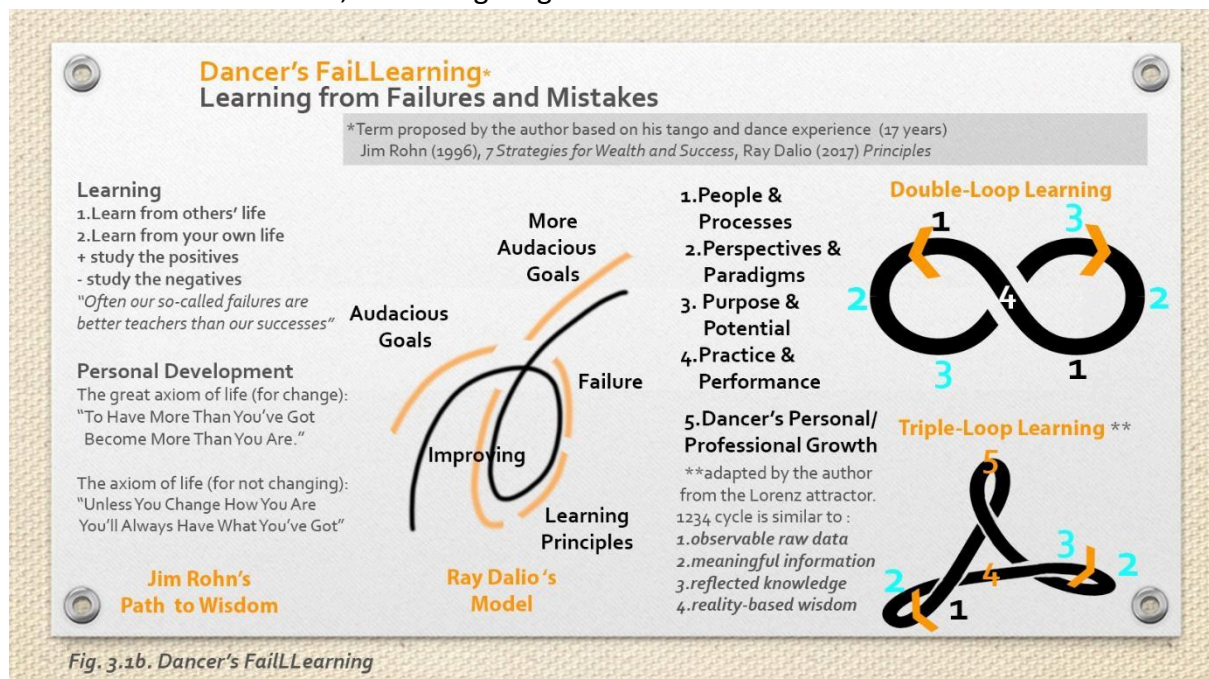 Dancer's FaiLLearning*
Learning from Failures and Mistakes
*Term proposed by the author based on his tango and dance experience (17 years)
Jim Rohn (1996), 7 Strategies for Wealth and Success, Ray Dalio (2017) Principles
Learning
1.Learn from others' life
2.Learn from your own life
+ study the positives
- study the negatives
"Often our so-called failures are
better teachers than our successes"
Personal Development
The great axiom of life (for change):
"To Have More Than You've Got
Become More Than You Are."
The axiom of life (for not changing):
"Unless You Change How You Are
You'll Always Have What You've Got"
Jim Rohn's
Path to Wisdom
More
Audacious
Goals
Audacious
Goals
Failure
Improving
Learning
Principles
Ray Dalio 's
Model
1.People &
Processes
2.Perspectives &
Paradigms
3. Purpose &
Potential
4.Practice &
Performance
5.Dancer's Personal/
Professional Growth
**adapted by the author
from the Lorenz attractor.
1234 cycle is similar to :
1.observable raw data
2.meaningful information
3.reflected knowledge
4.reality-based wisdom
Double-Loop Learning
1
3
2
4
2
3
1
Triple-Loop Learning **
5
3
2
4
2
1
Fig. 3.1b. Dancer's FailLLearning